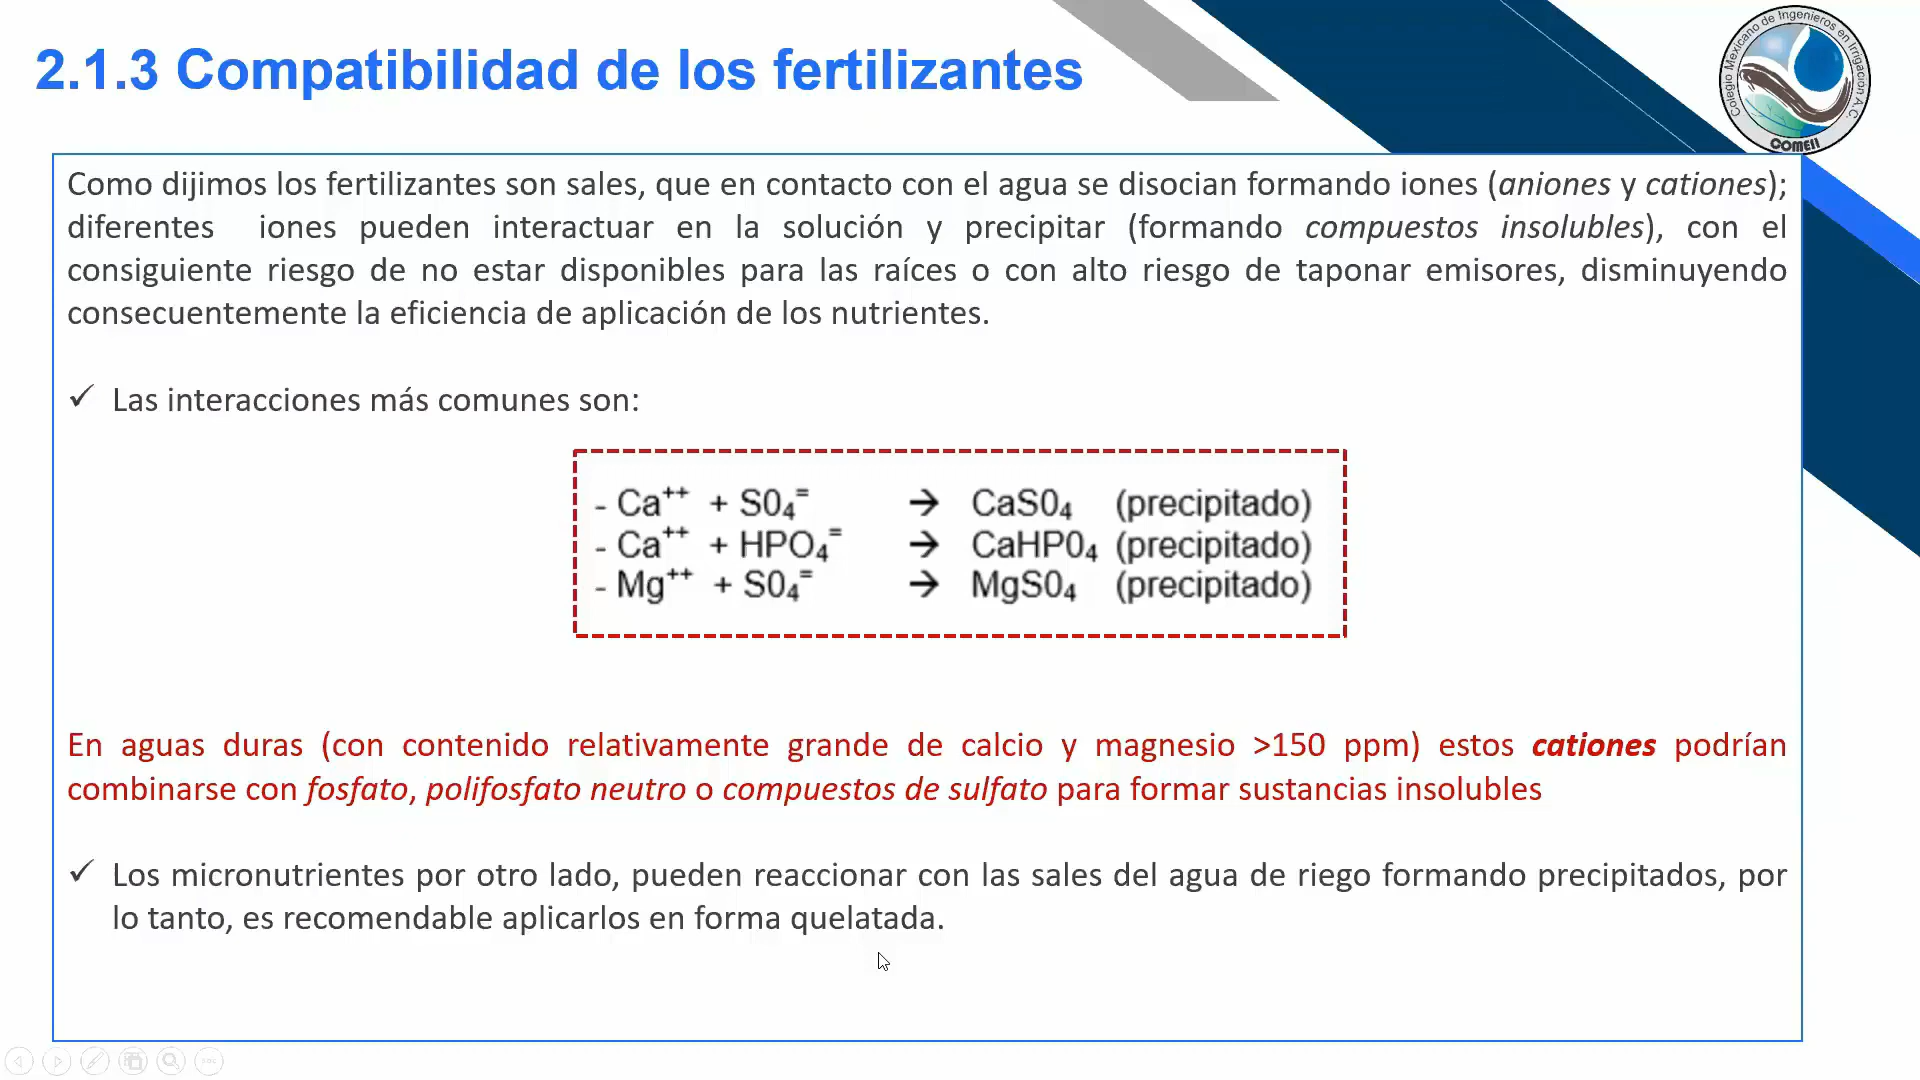 2.1.3 Compatibilidad de los fertilizantes
Colegio Mexicano de Ingenieros en Irrigación A.C.
COMEII
Como dijimos los fertilizantes son sales, que en contacto con el agua se disocian formando iones (aniones y cationes);
diferentes iones pueden interactuar en la solución y precipitar (formando compuestos insolubles), con el
consiguiente riesgo de no estar disponibles para las raíces o con alto riesgo de taponar emisores, disminuyendo
consecuentemente la eficiencia de aplicación de los nutrientes.
✓ Las interacciones más comunes son:
- Ca⁺⁺ + S0₄⁼ → CaS0₄ (precipitado)
- Ca⁺⁺ + HPO₄⁼ → CaHP0₄ (precipitado)
- Mg⁺⁺ + S0₄⁼ → MgS0₄ (precipitado)
En aguas duras (con contenido relativamente grande de calcio y magnesio >150 ppm) estos cationes podrían
combinarse con fosfato, polifosfato neutro o compuestos de sulfato para formar sustancias insolubles
✓ Los micronutrientes por otro lado, pueden reaccionar con las sales del agua de riego formando precipitados, por
lo tanto, es recomendable aplicarlos en forma quelatada.